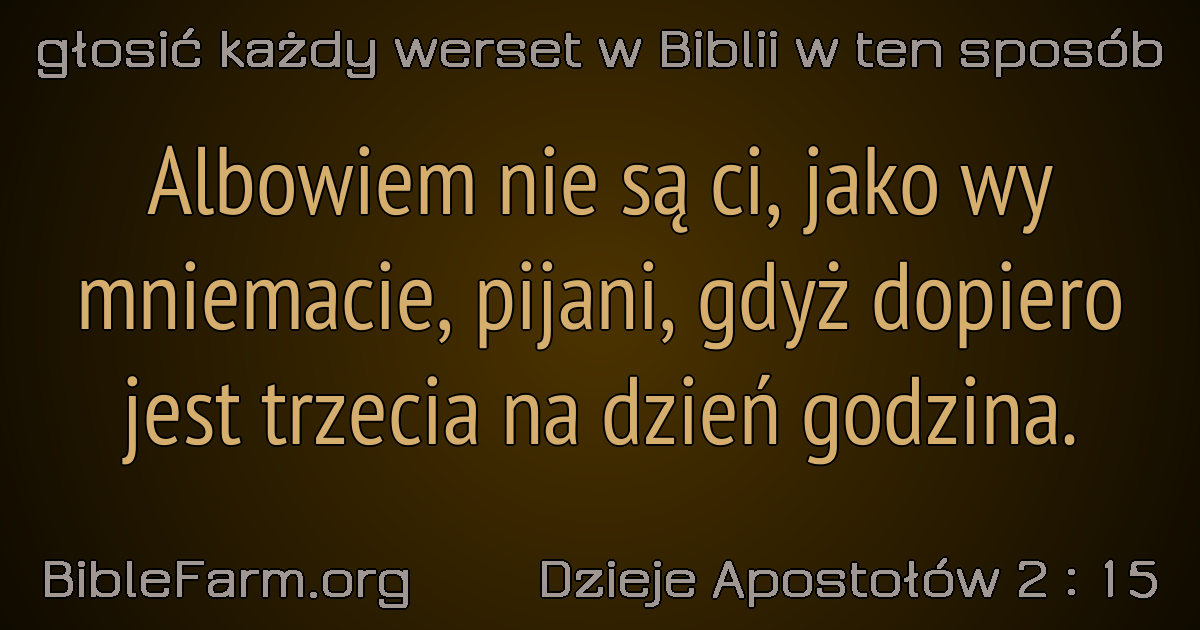 głosić każdy werset w Biblii w ten sposób
Albowiem nie są ci, jako wy
mniemacie, pijani, gdyż dopiero
jest trzecia na dzień godzina.
BibleFarm.org
Dzieje Apostołów 2 : 15